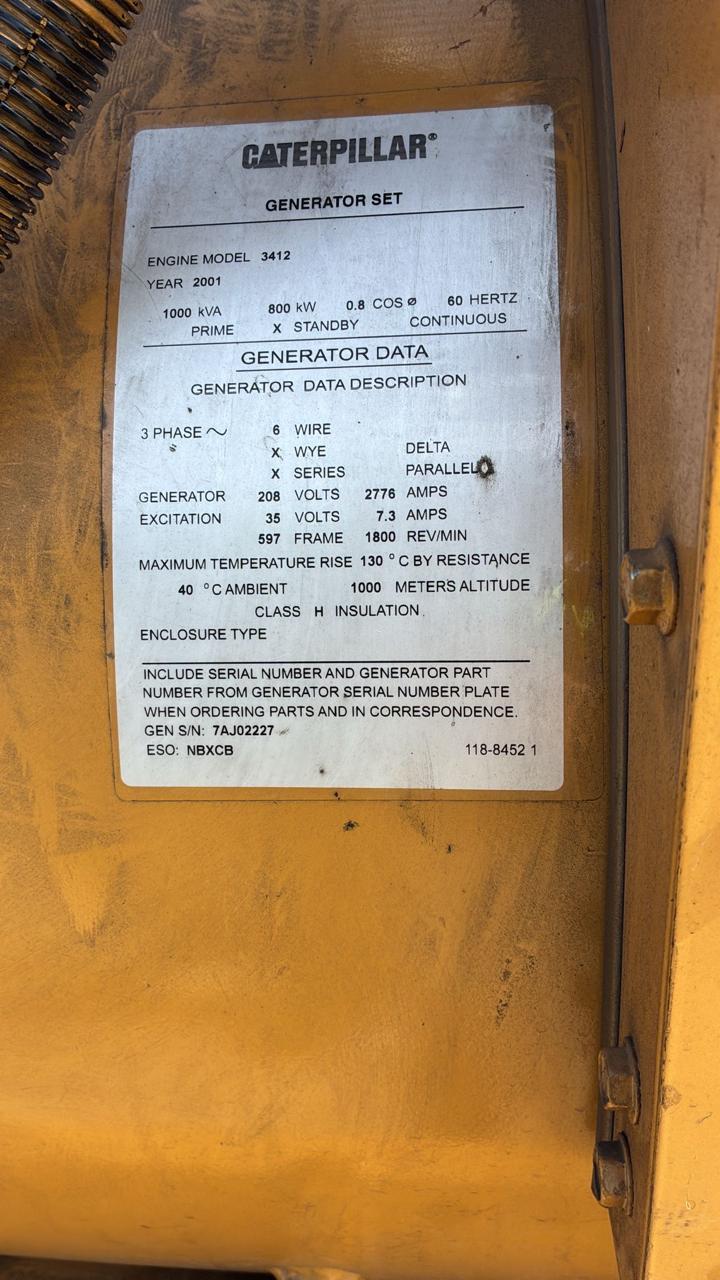 CATERPILLAR®
GENERATOR SET
ENGINE MODEL 3412
YEAR 2001
1000 kVA 800 kW 0.8 COS ø 60 HERTZ
PRIME X STANDBY CONTINUOUS
GENERATOR DATA
GENERATOR DATA DESCRIPTION
3 PHASE ~ 6 WIRE
X WYE DELTA
X SERIES PARALLEL
GENERATOR 208 VOLTS 2776 AMPS
EXCITATION 35 VOLTS 7.3 AMPS
597 FRAME 1800 REV/MIN
MAXIMUM TEMPERATURE RISE 130 °C BY RESISTANCE
40 °C AMBIENT 1000 METERS ALTITUDE
CLASS H INSULATION
ENCLOSURE TYPE
INCLUDE SERIAL NUMBER AND GENERATOR PART
NUMBER FROM GENERATOR SERIAL NUMBER PLATE
WHEN ORDERING PARTS AND IN CORRESPONDENCE.
GEN S/N: 7AJ02227
ESO: NBXCB 118-8452 1